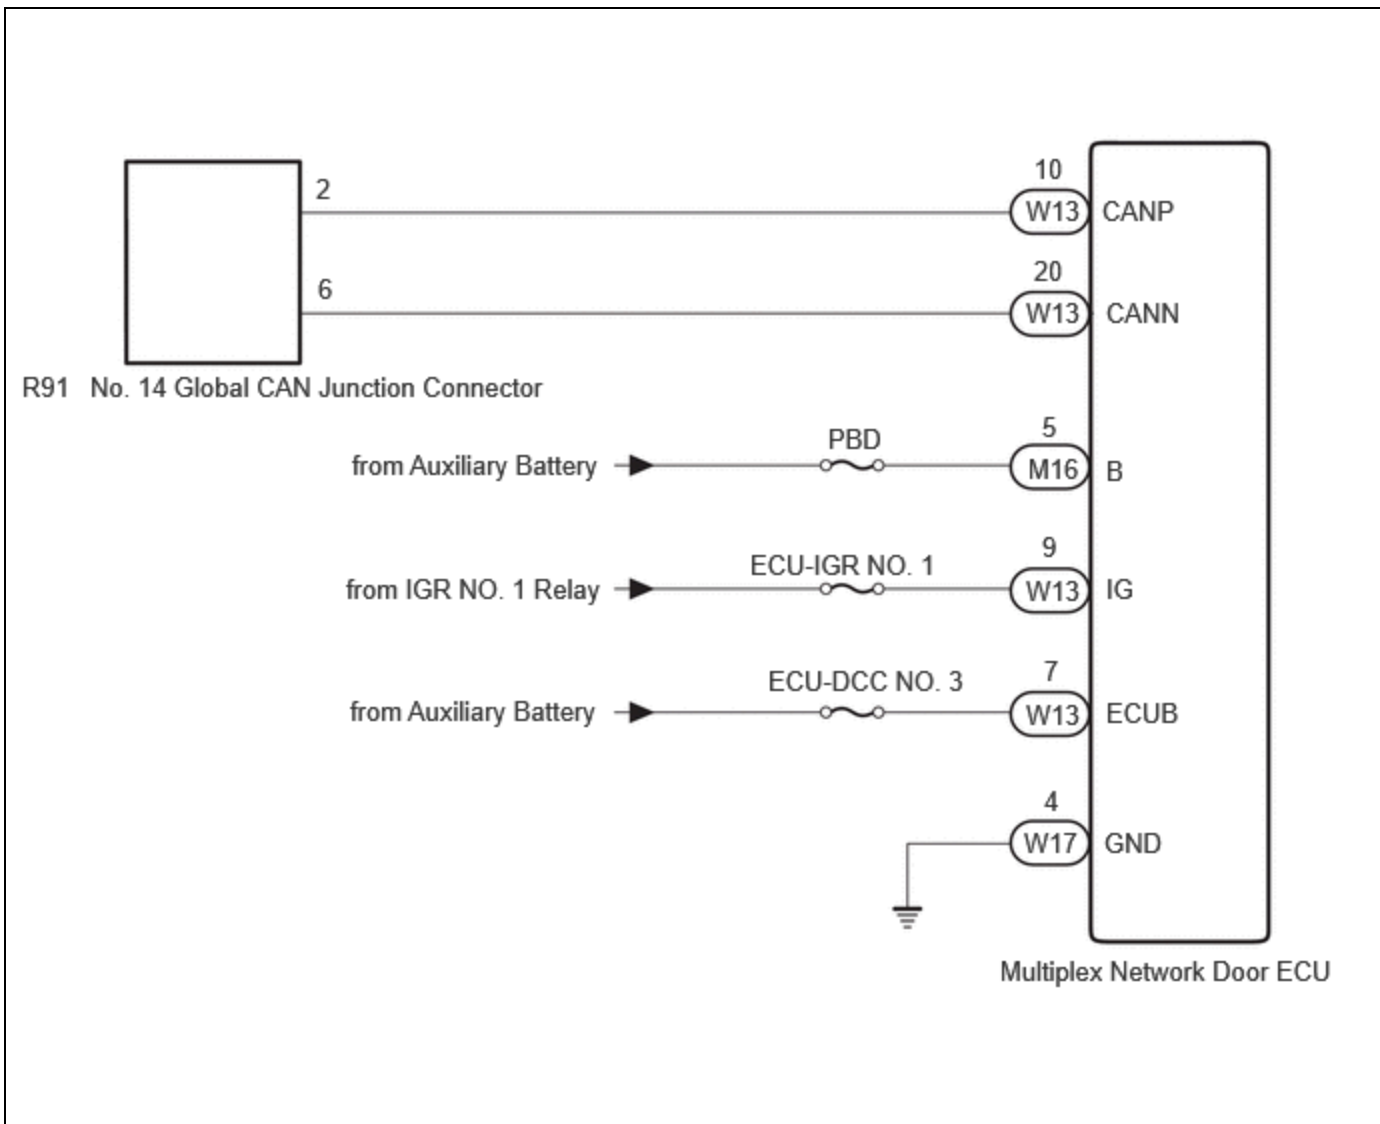 10
2
W13 CANP
20
6
W13 CANN
R91 No. 14 Global CAN Junction Connector
5
PBD
from Auxiliary Battery
M16 B
9
ECU-IGR NO. 1
from IGR NO. 1 Relay
W13 IG
7
ECU-DCC NO. 3
from Auxiliary Battery
W13 ECUB
4
W17 GND
Multiplex Network Door ECU